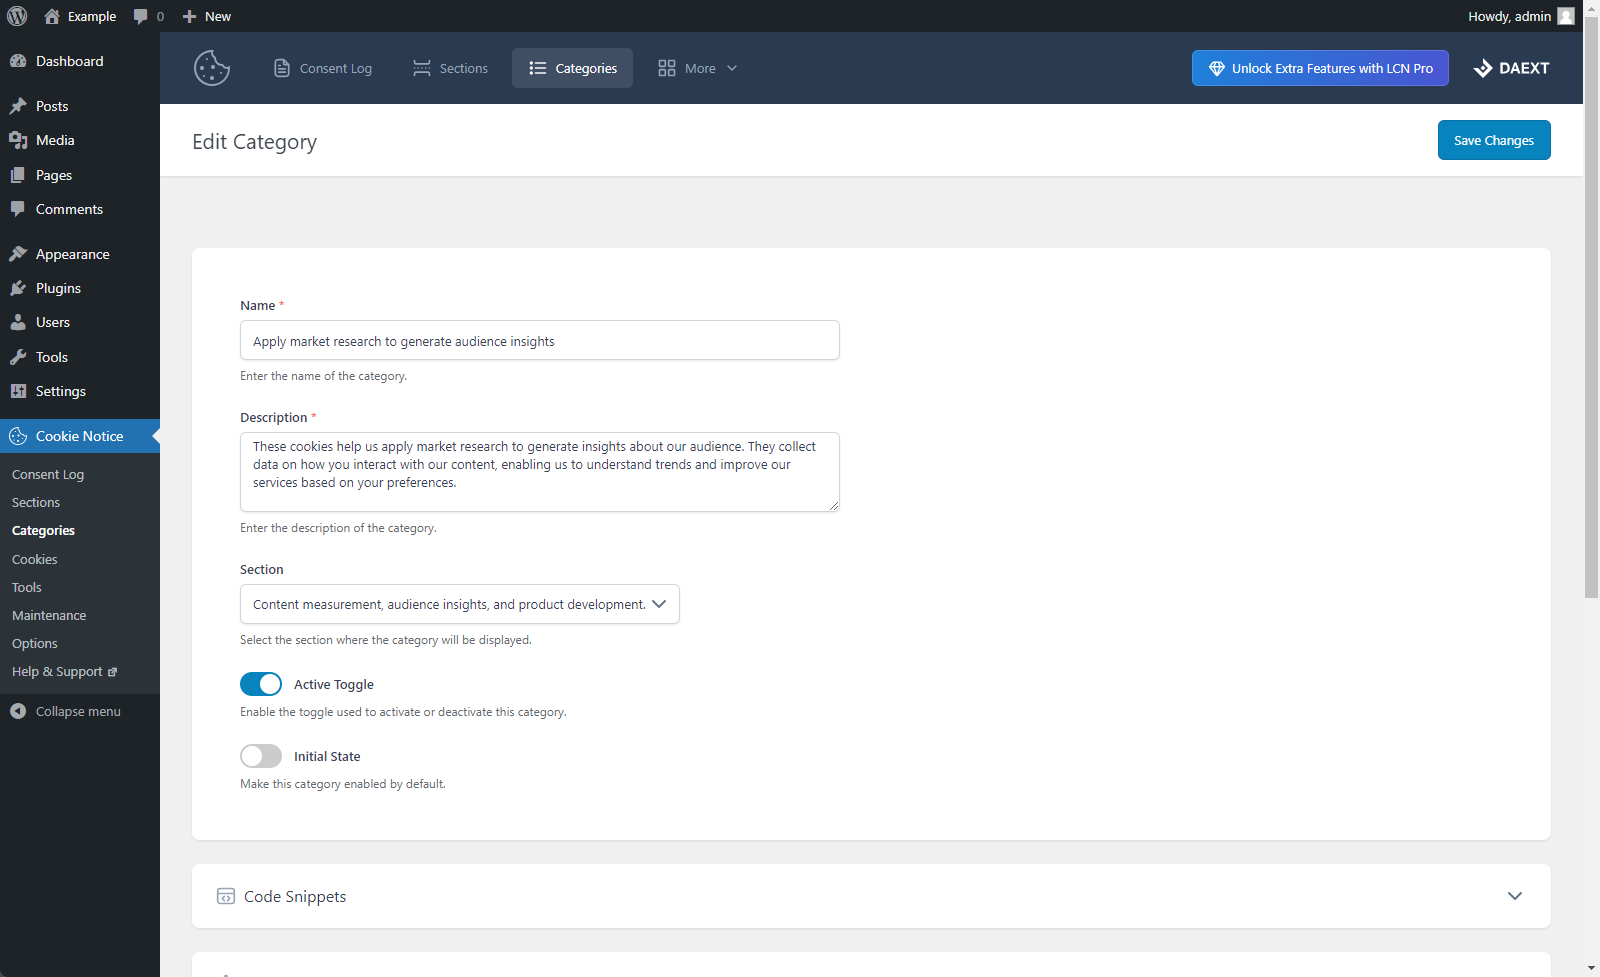 Example
0
New
Howdy, admin
Dashboard
Posts
Media
Pages
Comments
Appearance
Plugins
Users
Tools
Settings
Cookie Notice
Consent Log
Sections
Categories
Cookies
Tools
Maintenance
Options
Help & Support
Collapse menu
Consent Log
Sections
Categories
More
Unlock Extra Features with LCN Pro
DAEXT
Edit Category
Save Changes
Name *
Apply market research to generate audience insights
Enter the name of the category.
Description *
These cookies help us apply market research to generate insights about our audience. They collect
data on how you interact with our content, enabling us to understand trends and improve our
services based on your preferences.
Enter the description of the category.
Section
Content measurement, audience insights, and product development.
Select the section where the category will be displayed.
Active Toggle
Enable the toggle used to activate or deactivate this category.
Initial State
Make this category enabled by default.
Code Snippets